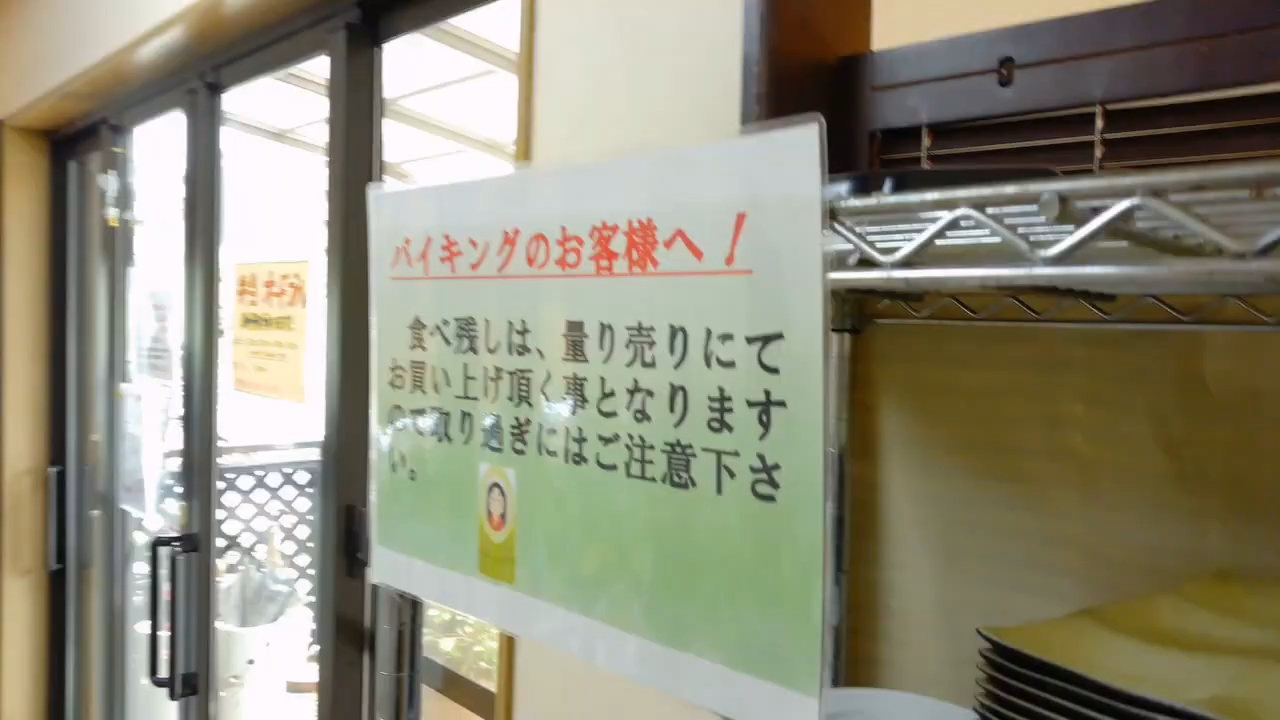 バイキングのお客様へ！
食べ残しは、量り売りにて
お買い上げ頂く事となります
ので取り過ぎにはご注意下さ
い。